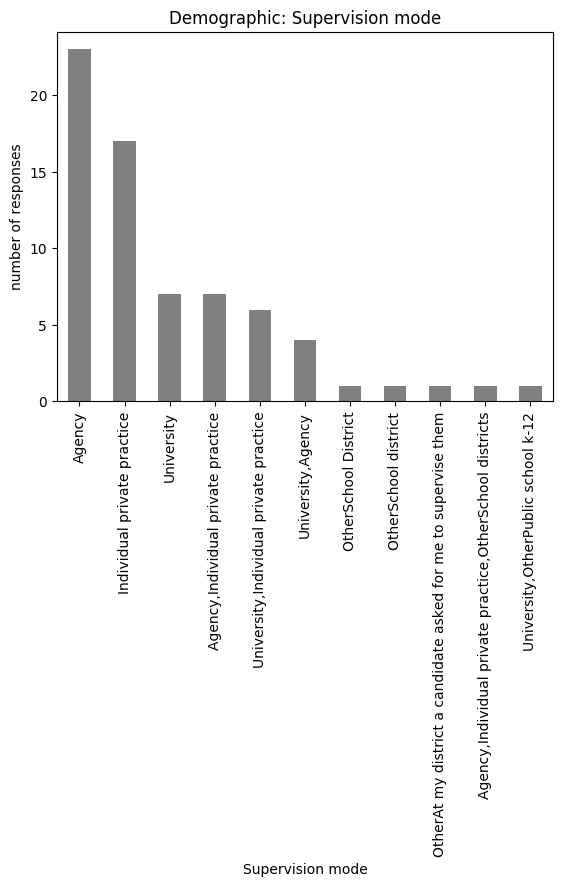 Demographic: Supervision mode
number of responses
20
15
10
5
0
Agency
Individual private practice
University
Agency,Individual private practice
University,Individual private practice
University,Agency
OtherSchool District
OtherSchool district
OtherAt my district a candidate asked for me to supervise them
Agency,Individual private practice,OtherSchool districts
University,OtherPublic school k-12
Supervision mode